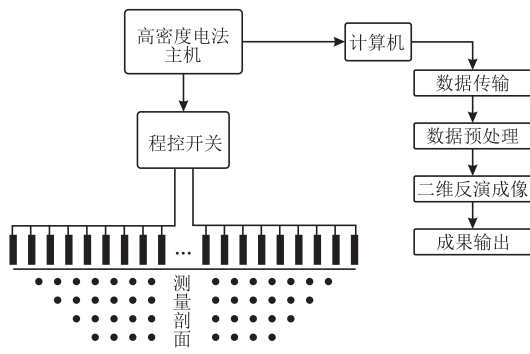 高密度电法
主机
计算机
数据传输
程控开关
数据预处理
二维反演成像
成果输出
…
测
量
剖
面